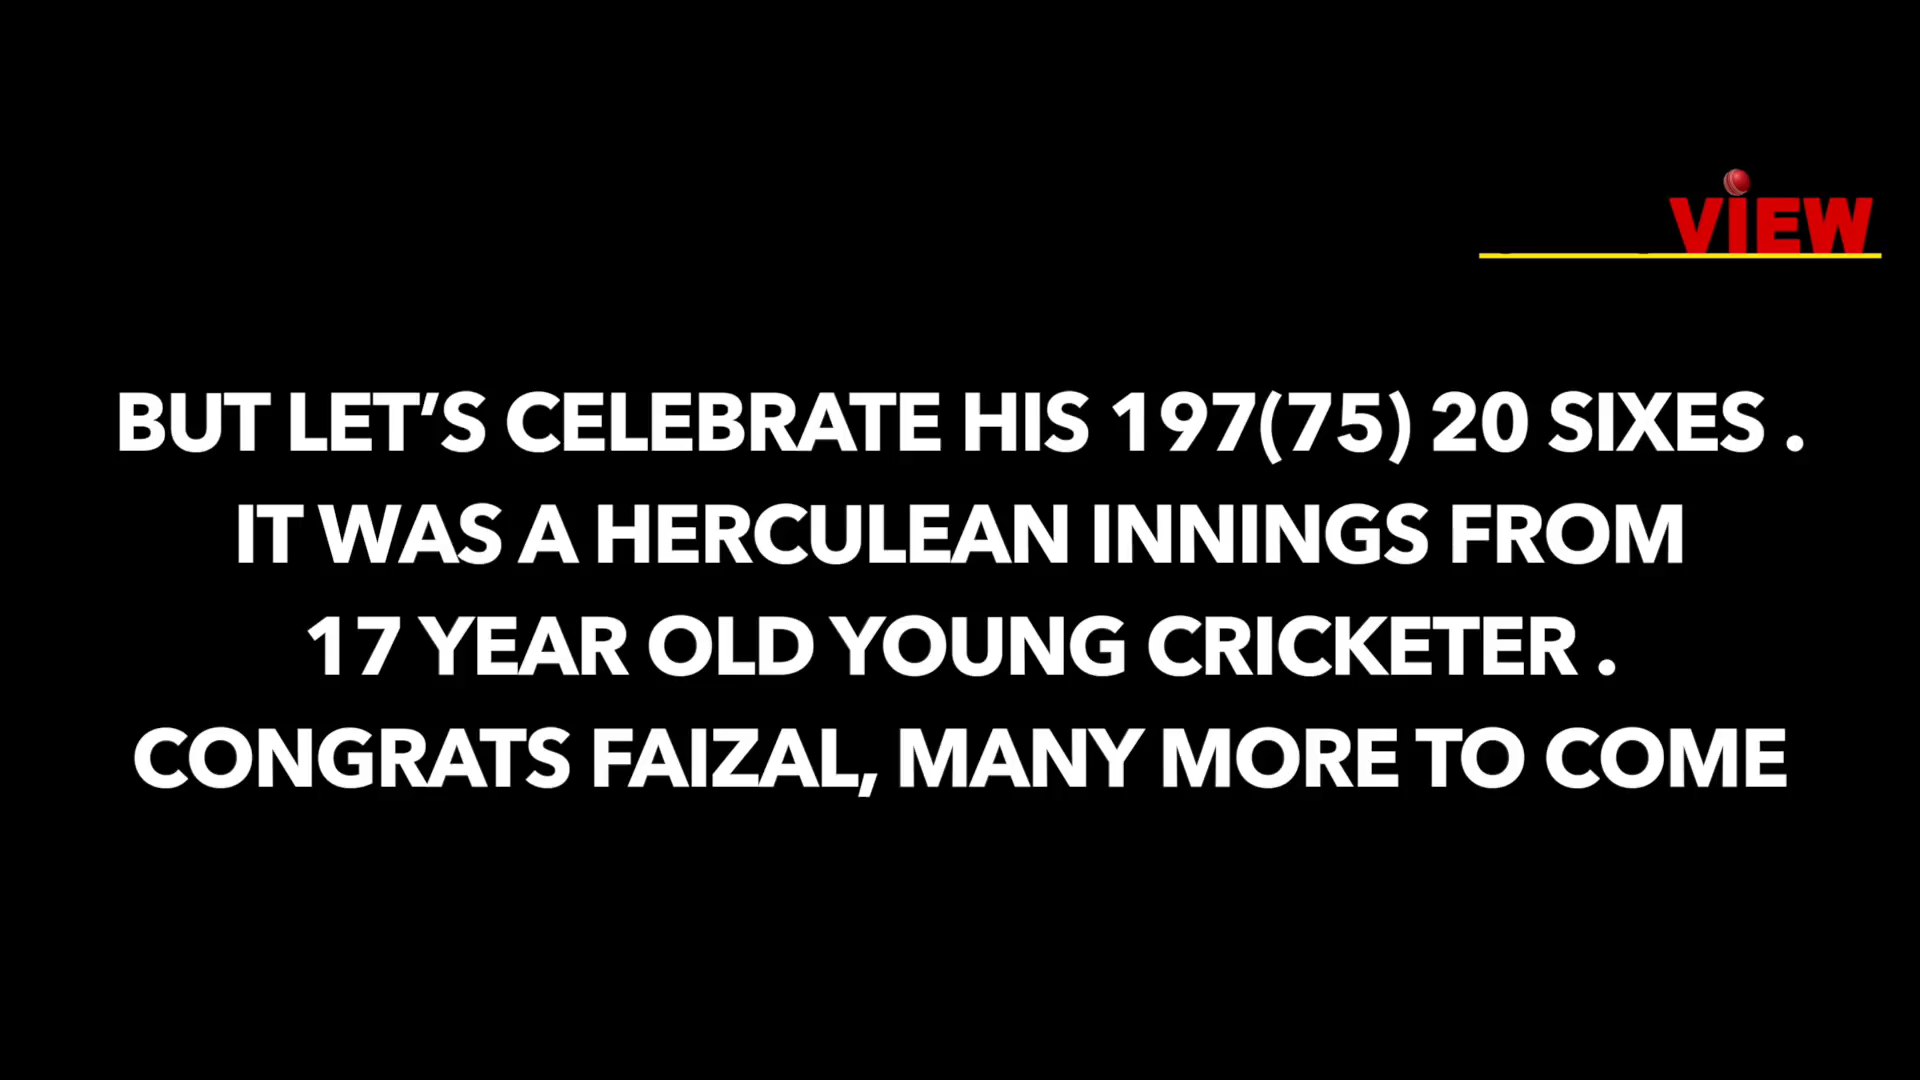 VIEW
BUT LET’S CELEBRATE HIS 197(75) 20 SIXES .
IT WAS A HERCULEAN INNINGS FROM
17 YEAR OLD YOUNG CRICKETER .
CONGRATS FAIZAL, MANY MORE TO COME